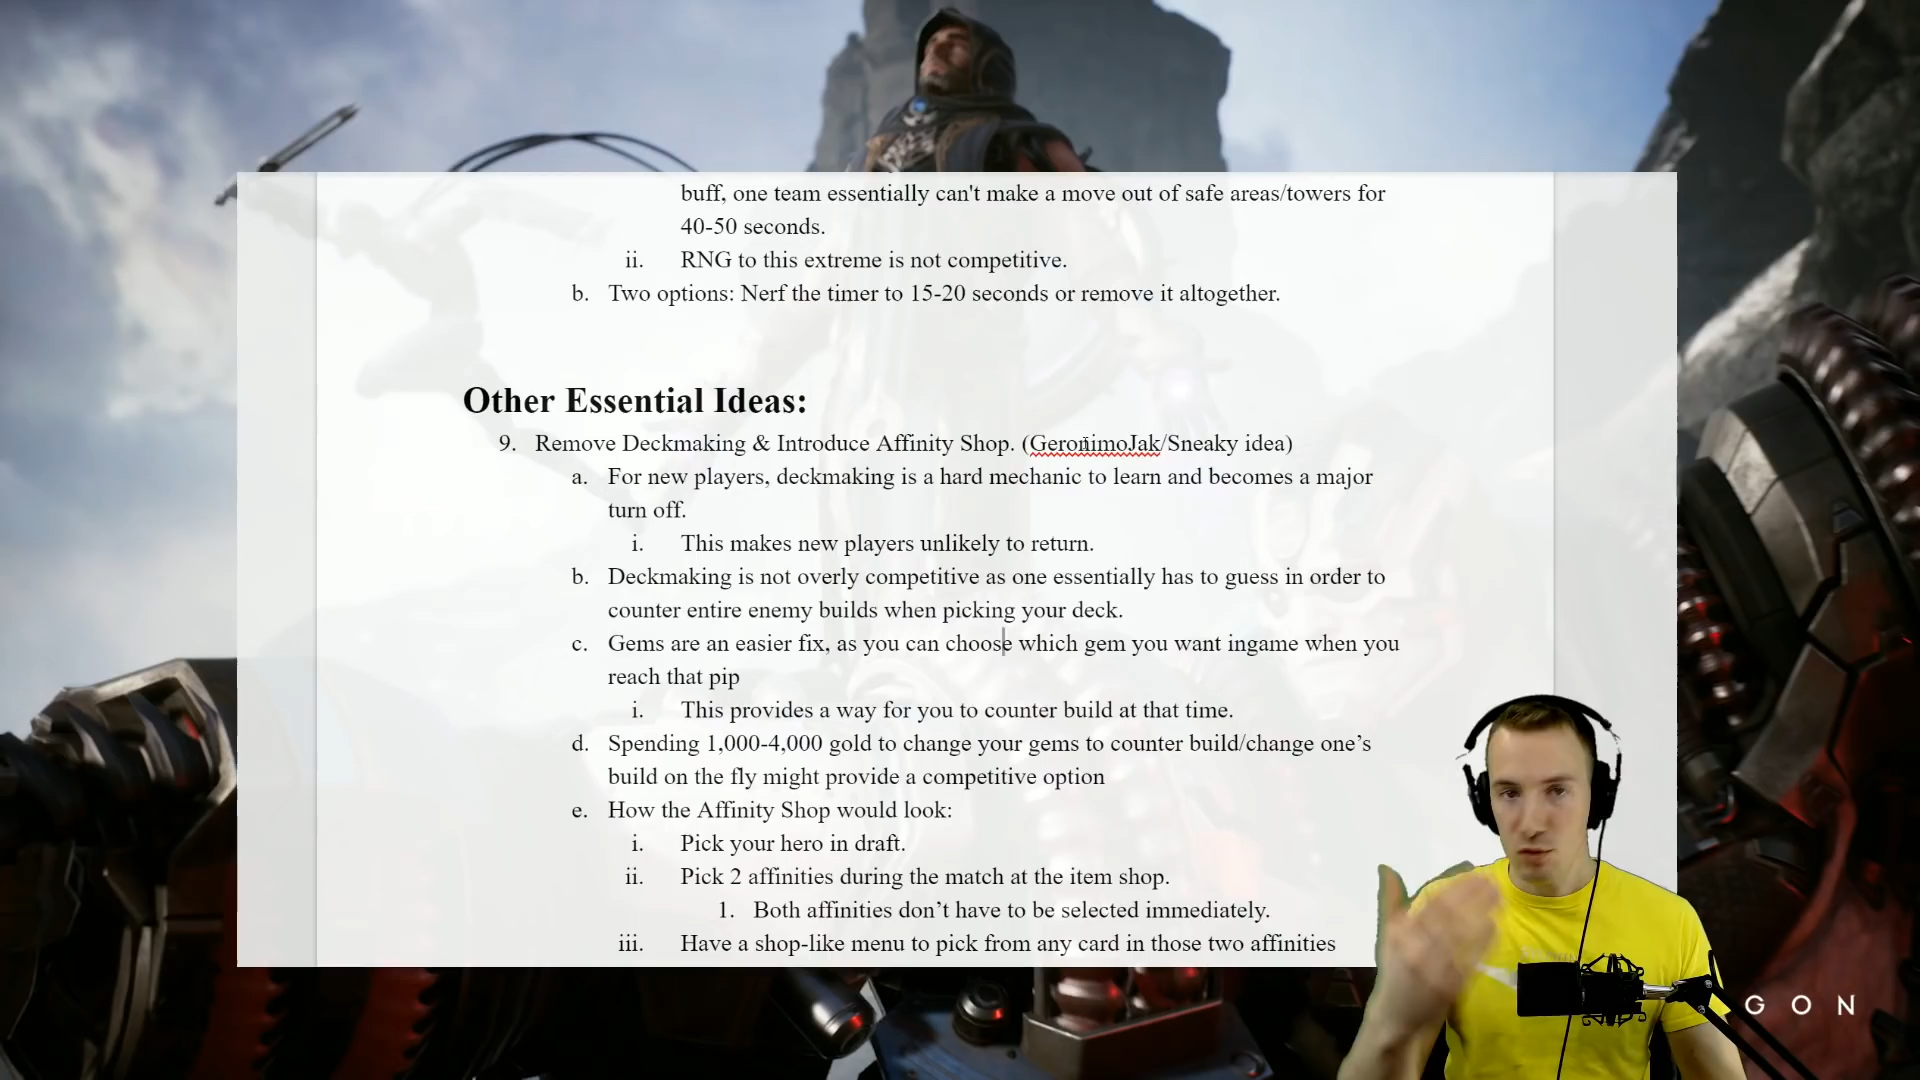 buff, one team essentially can't make a move out of safe areas/towers for
40-50 seconds.
ii. RNG to this extreme is not competitive.
b. Two options: Nerf the timer to 15-20 seconds or remove it altogether.
Other Essential Ideas:
9. Remove Deckmaking & Introduce Affinity Shop. (GeronimoJak/Sneaky idea)
a. For new players, deckmaking is a hard mechanic to learn and becomes a major
turn off.
i. This makes new players unlikely to return.
b. Deckmaking is not overly competitive as one essentially has to guess in order to
counter entire enemy builds when picking your deck.
c. Gems are an easier fix, as you can choose which gem you want ingame when you
reach that pip
i. This provides a way for you to counter build at that time.
d. Spending 1,000-4,000 gold to change your gems to counter build/change one’s
build on the fly might provide a competitive option
e. How the Affinity Shop would look:
i. Pick your hero in draft.
ii. Pick 2 affinities during the match at the item shop.
1. Both affinities don’t have to be selected immediately.
iii. Have a shop-like menu to pick from any card in those two affinities
GON